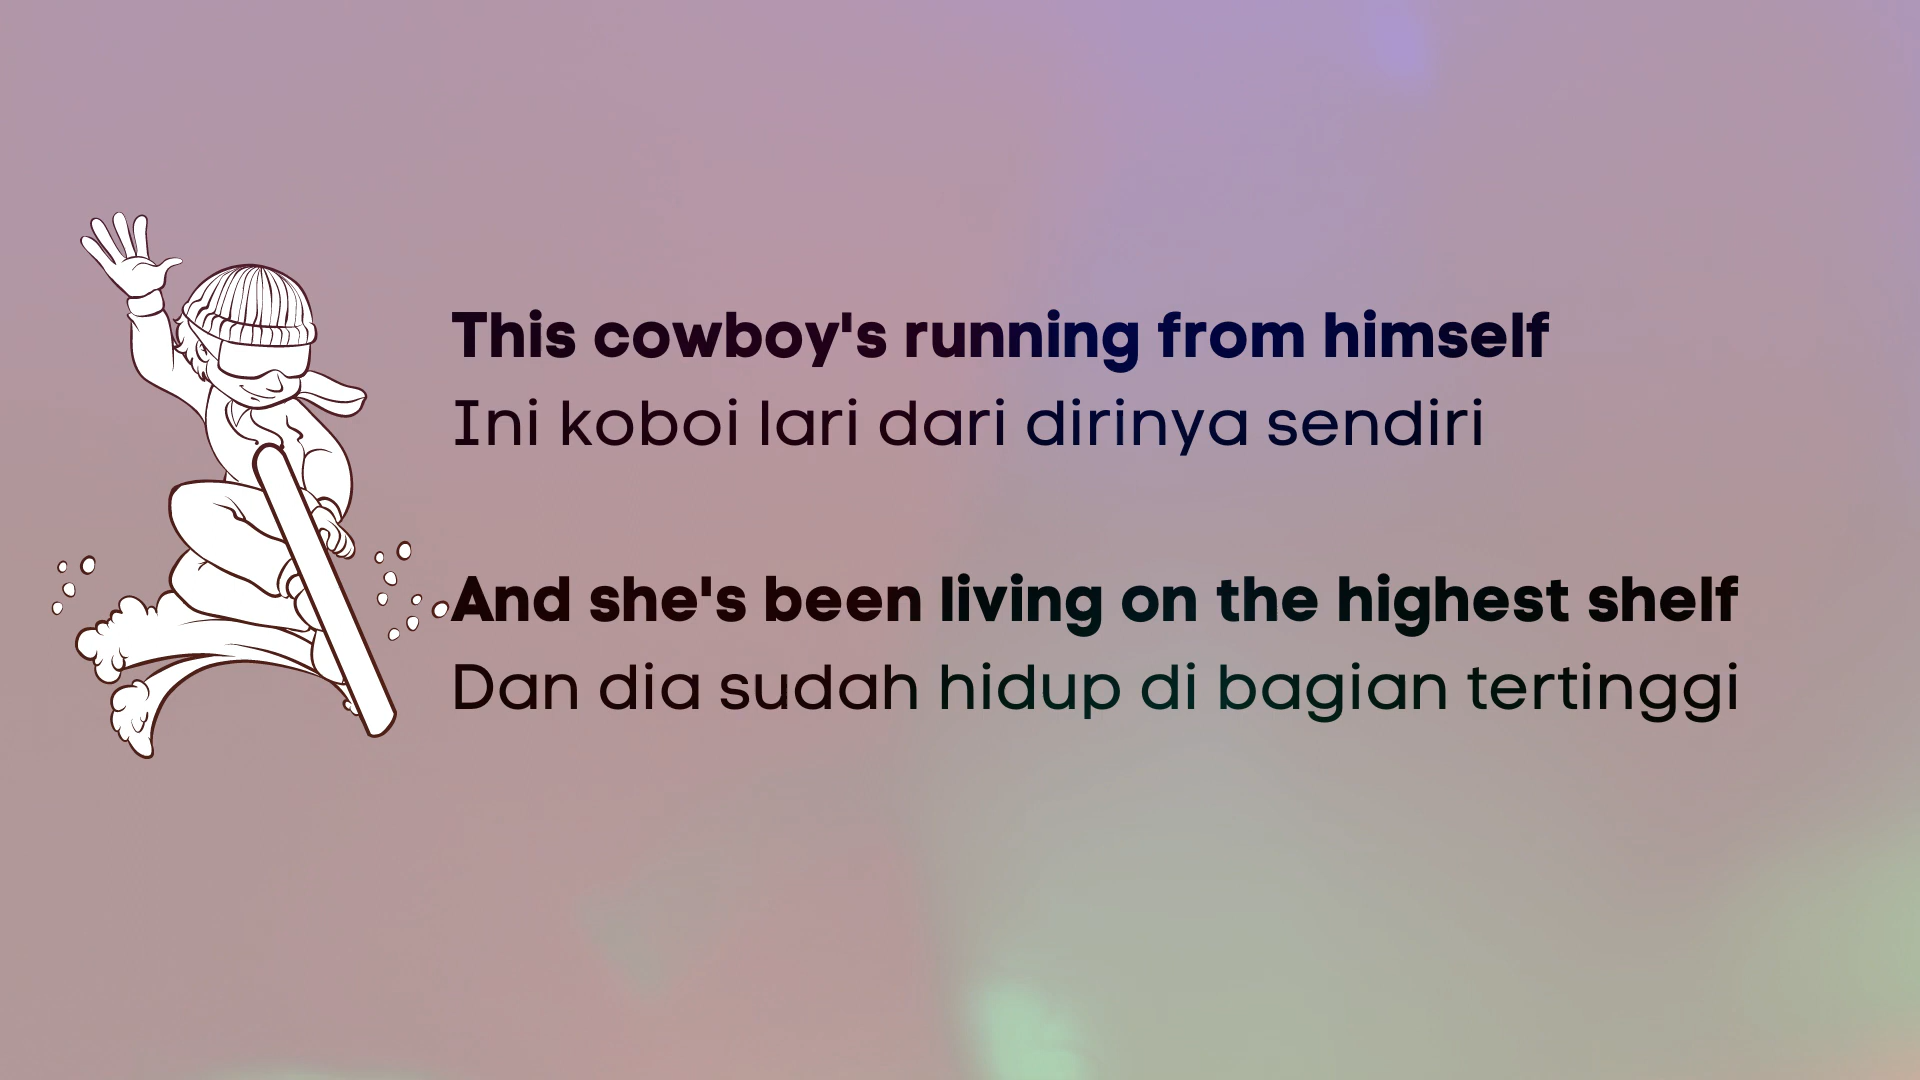 This cowboy's running from himself
Ini koboi lari dari dirinya sendiri
And she's been living on the highest shelf
Dan dia sudah hidup di bagian tertinggi